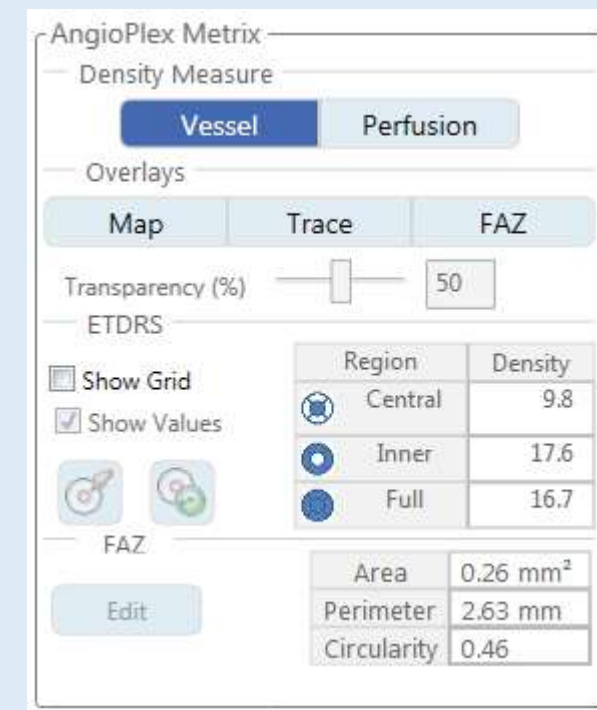 AngioPlex Metrix
Density Measure
Vessel Perfusion
Overlays
Map Trace FAZ
Transparency (%) 50
ETDRS
Region Density
Show Grid
Central 9.8
Show Values
Inner 17.6
Full 16.7
FAZ
Area 0.26 mm²
Edit
Perimeter 2.63 mm
Circularity 0.46